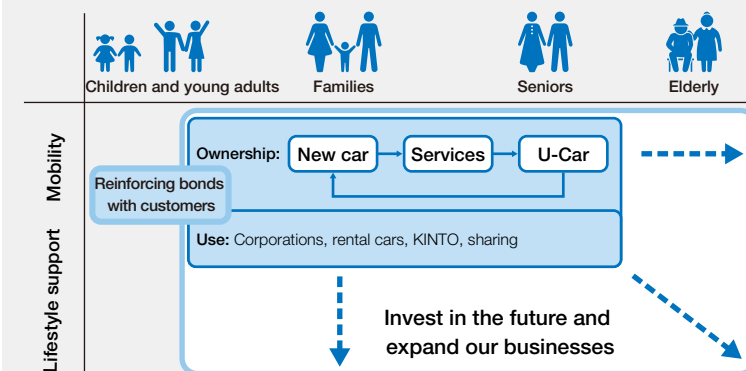 Children and young adults
Families
Seniors
Elderly
Mobility
Ownership:
New car
Services
U-Car
Reinforcing bonds
with customers
Use: Corporations, rental cars, KINTO, sharing
Lifestyle support
Invest in the future and
expand our businesses